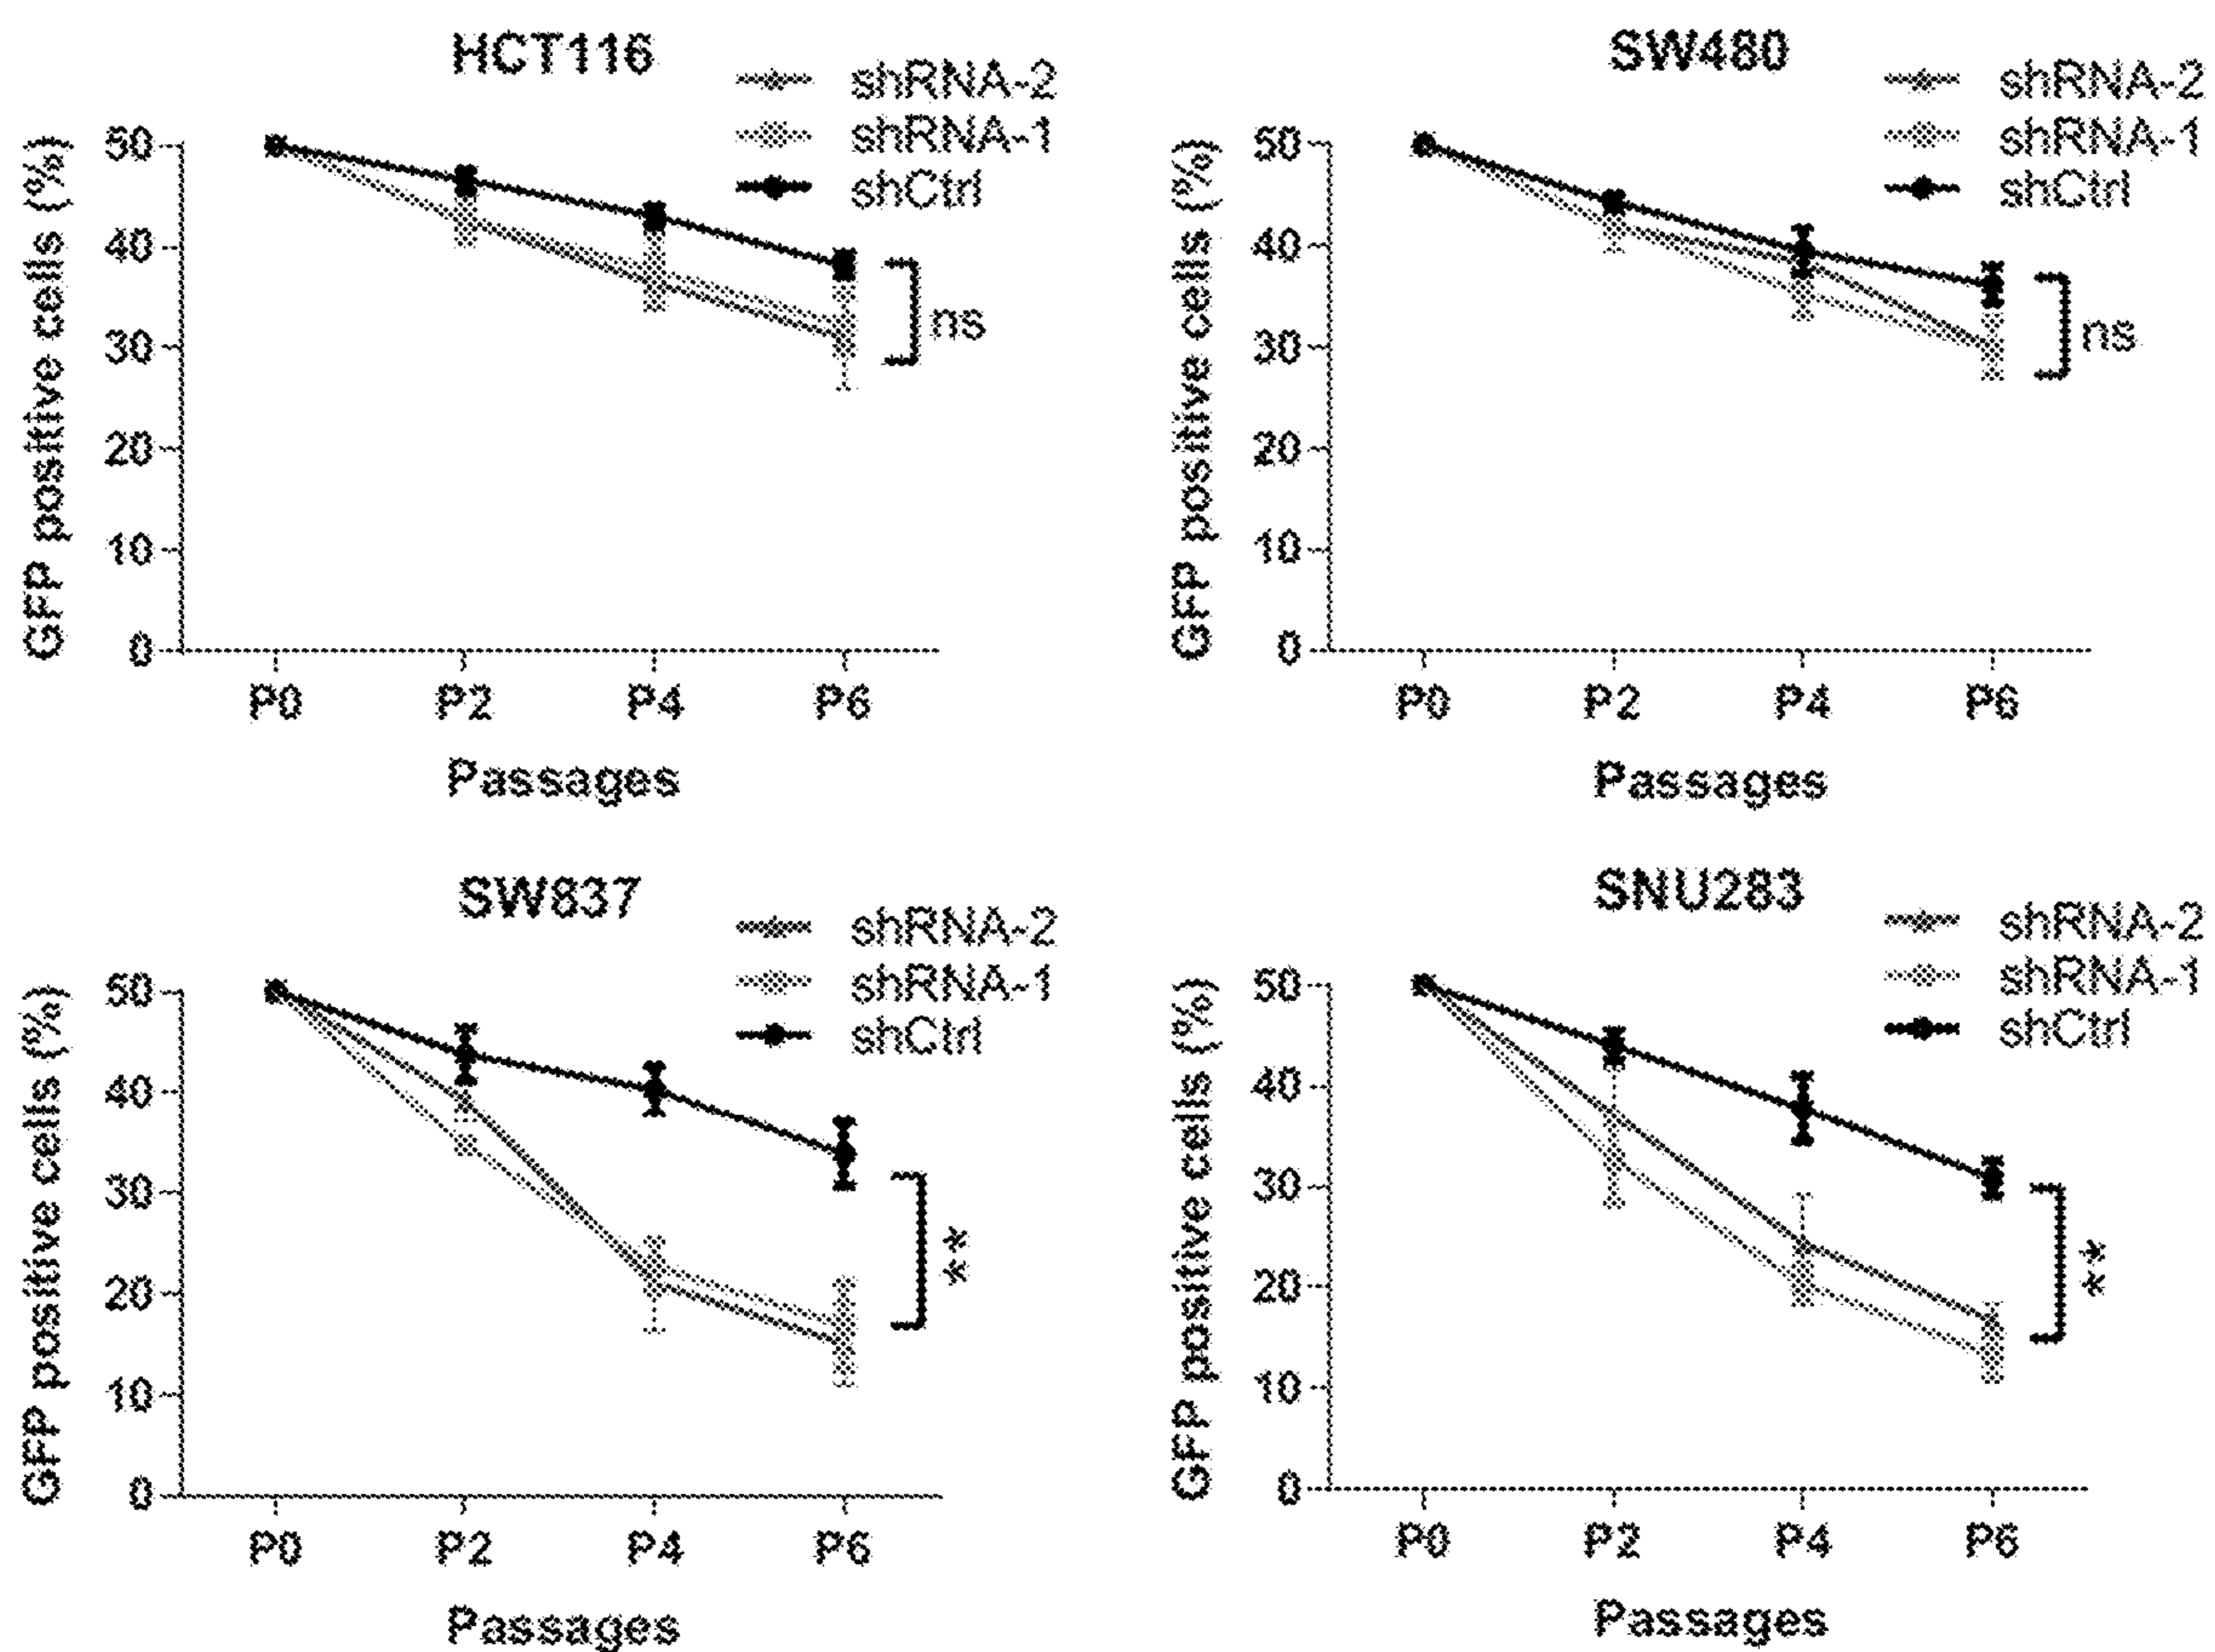 HCT116
shRNA-2
shRNA-1
shCtrl
GFP positive cells (%)
50
40
30
20
10
0
ns
P0 P2 P4 P6
Passages
SW480
shRNA-2
shRNA-1
shCtrl
GFP positive cells (%)
50
40
30
20
10
0
ns
P0 P2 P4 P6
Passages
SW837
shRNA-2
shRNA-1
shCtrl
GFP positive cells (%)
50
40
30
20
10
0
**
P0 P2 P4 P6
Passages
SNU283
shRNA-2
shRNA-1
shCtrl
GFP positive cells (%)
50
40
30
20
10
0
**
P0 P2 P4 P6
Passages